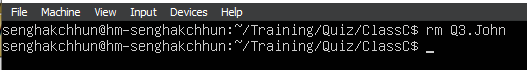 File Machine View Input Devices Help
senghakchhun@hm-senghakchhun:~/Training/Quiz/ClassC$ rm Q3.John
senghakchhun@hm-senghakchhun:~/Training/Quiz/ClassC$ _